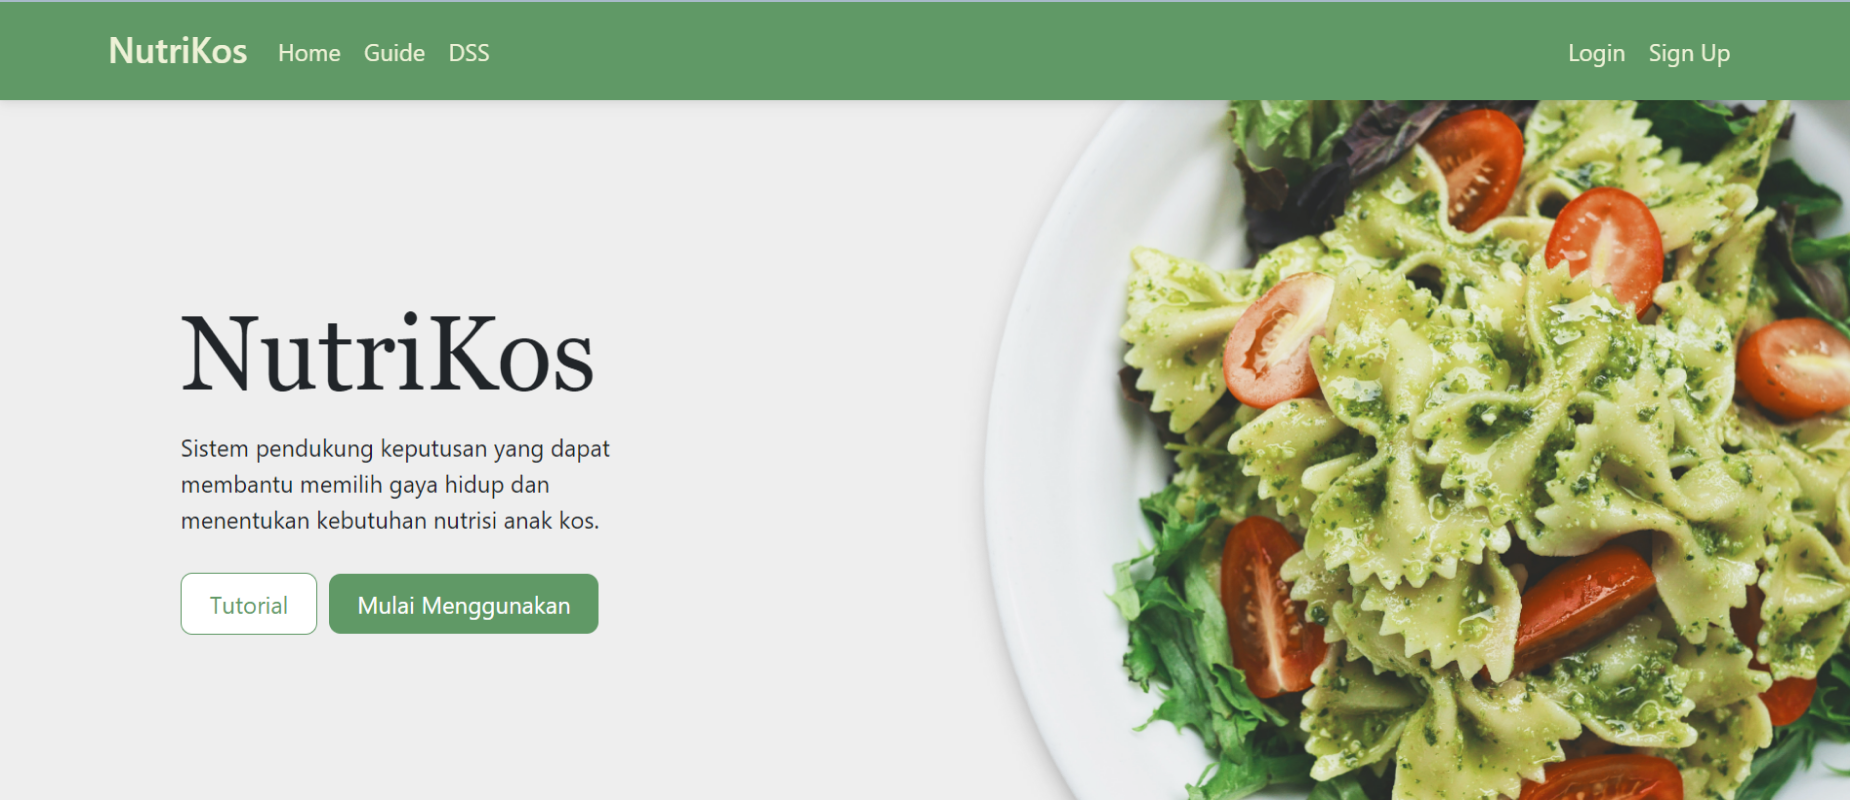 NutriKos Home Guide DSS Login Sign Up
NutriKos
Sistem pendukung keputusan yang dapat
membantu memilih gaya hidup dan
menentukan kebutuhan nutrisi anak kos.
Tutorial Mulai Menggunakan